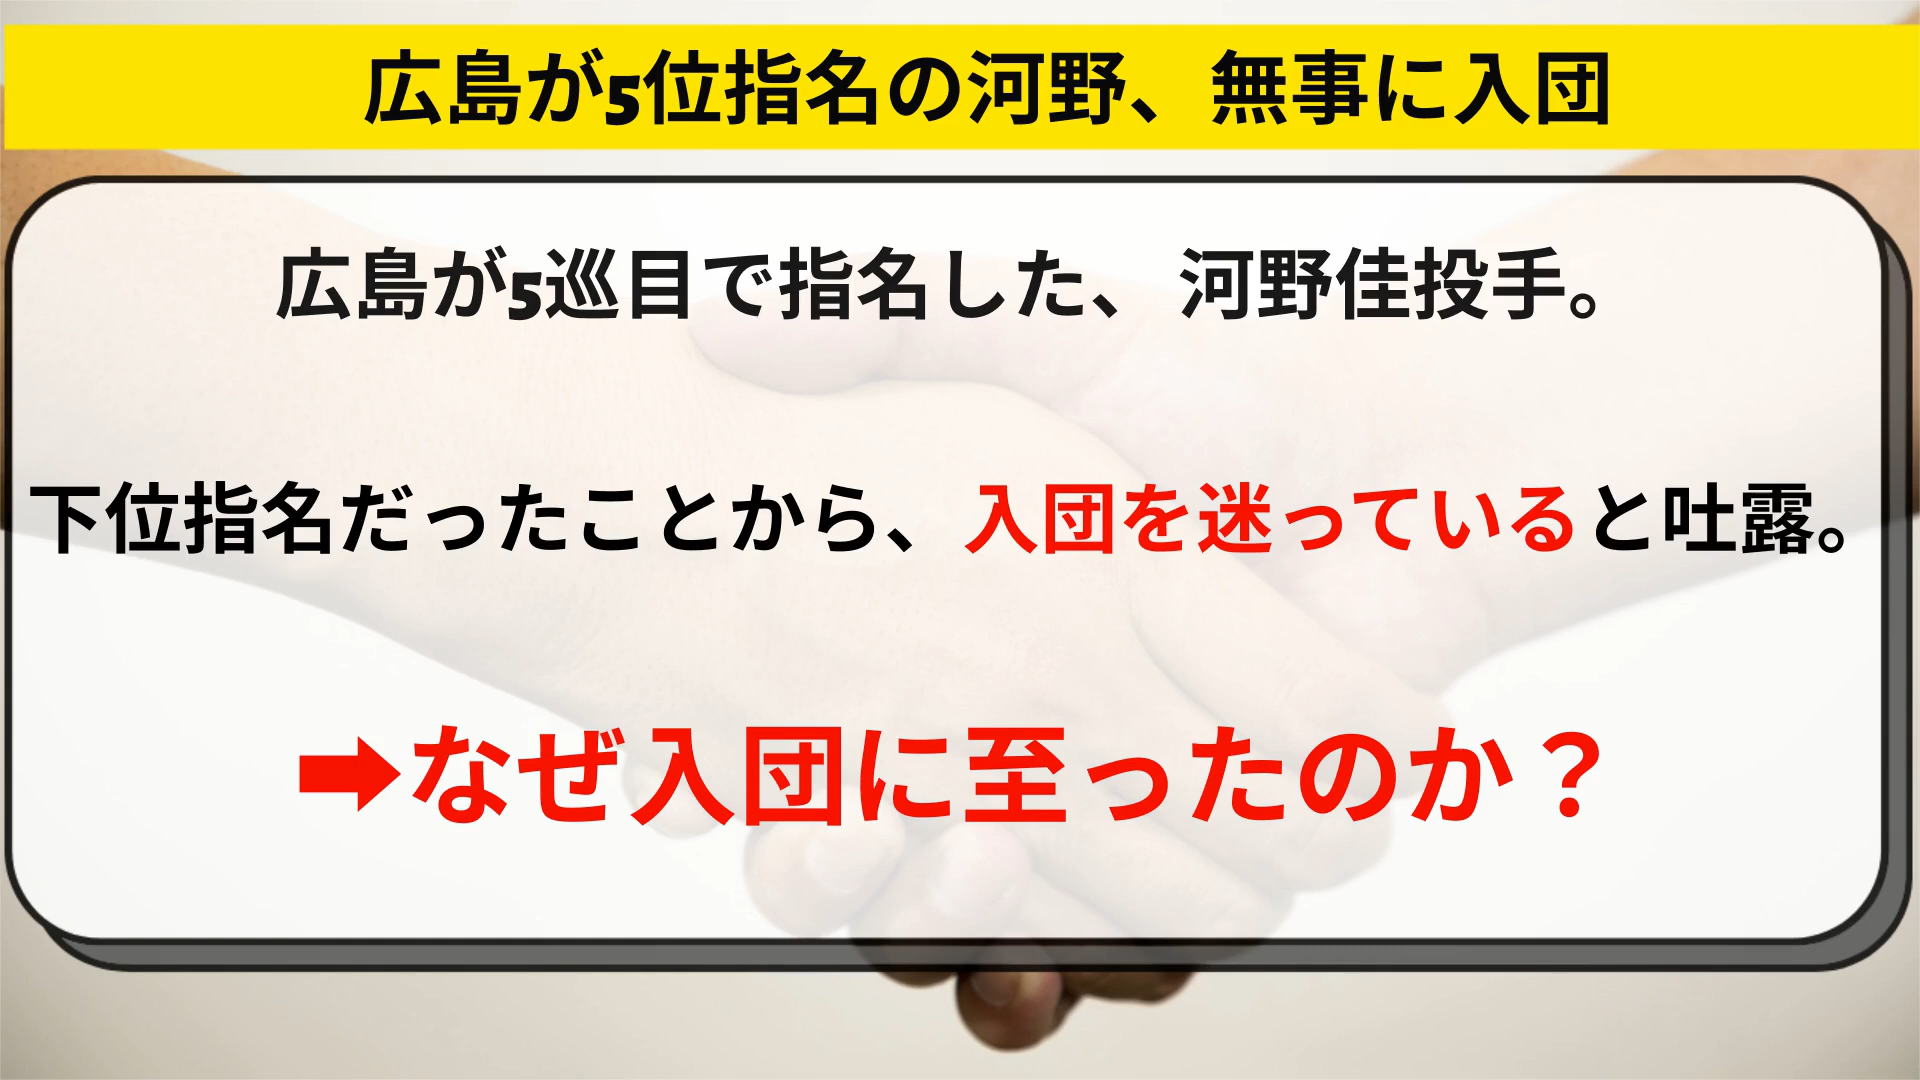 広島が5位指名の河野、無事に入団
広島が5巡目で指名した、河野佳投手。
下位指名だったことから、入団を迷っていると吐露。
➡なぜ入団に至ったのか？